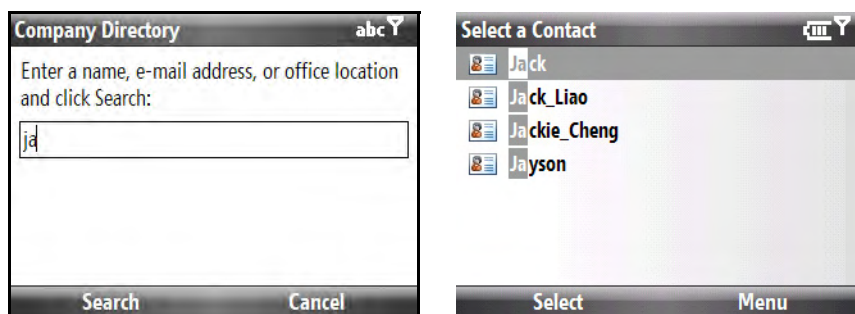 Company Directory
abc
Enter a name, e-mail address, or office location
and click Search:
ja
Search
Cancel
Select a Contact
Jack
Jack_Liao
Jackie_Cheng
Jayson
Select
Menu